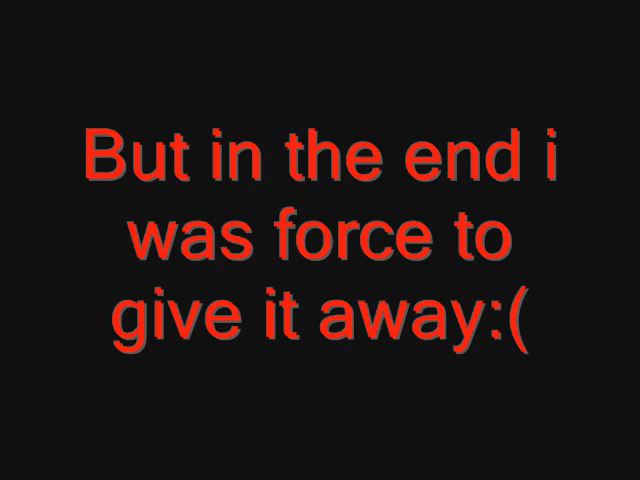 But in the end i
was force to
give it away:(